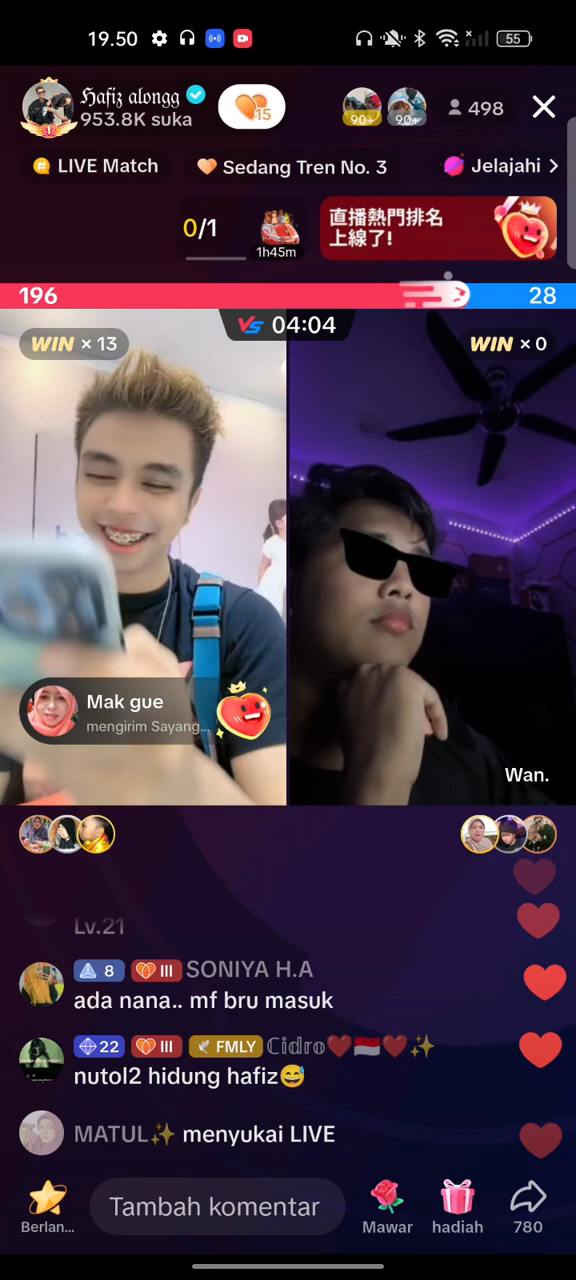 19.50
55
ℌafiz alongg
953.8K suka
15
90+
90+
498
LIVE Match
Sedang Tren No. 3
Jelajahi
0/1
1h45m
直播熱門排名
上線了!
196
28
VS 04:04
WIN × 13
WIN × 0
Mak gue
mengirim Sayang...
Wan.
Lv.21
8 III SONIYA H.A
ada nana.. mf bru masuk
22 III FMLY ℂ𝕚𝕕𝕣𝕠❤️🇮🇩❤️✨
nutol2 hidung hafiz😅
MATUL✨ menyukai LIVE
Berlan...
Tambah komentar
Mawar
hadiah
780